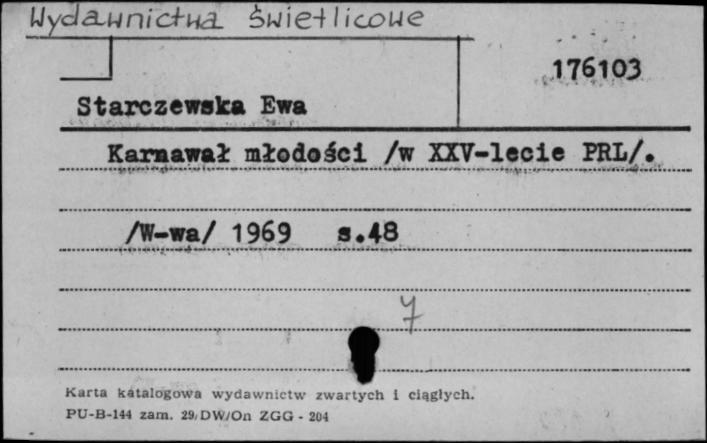 Wydawnictwa świetlicowe
176103
Starczewska Ewa
Karnawał młodości /w XXV-lecie PRL/.
/W-wa/ 1969 s.48
7
Karta katalogowa wydawnictw zwartych i ciągłych.
PU-B-144 zam. 29/DW/On ZGG - 204